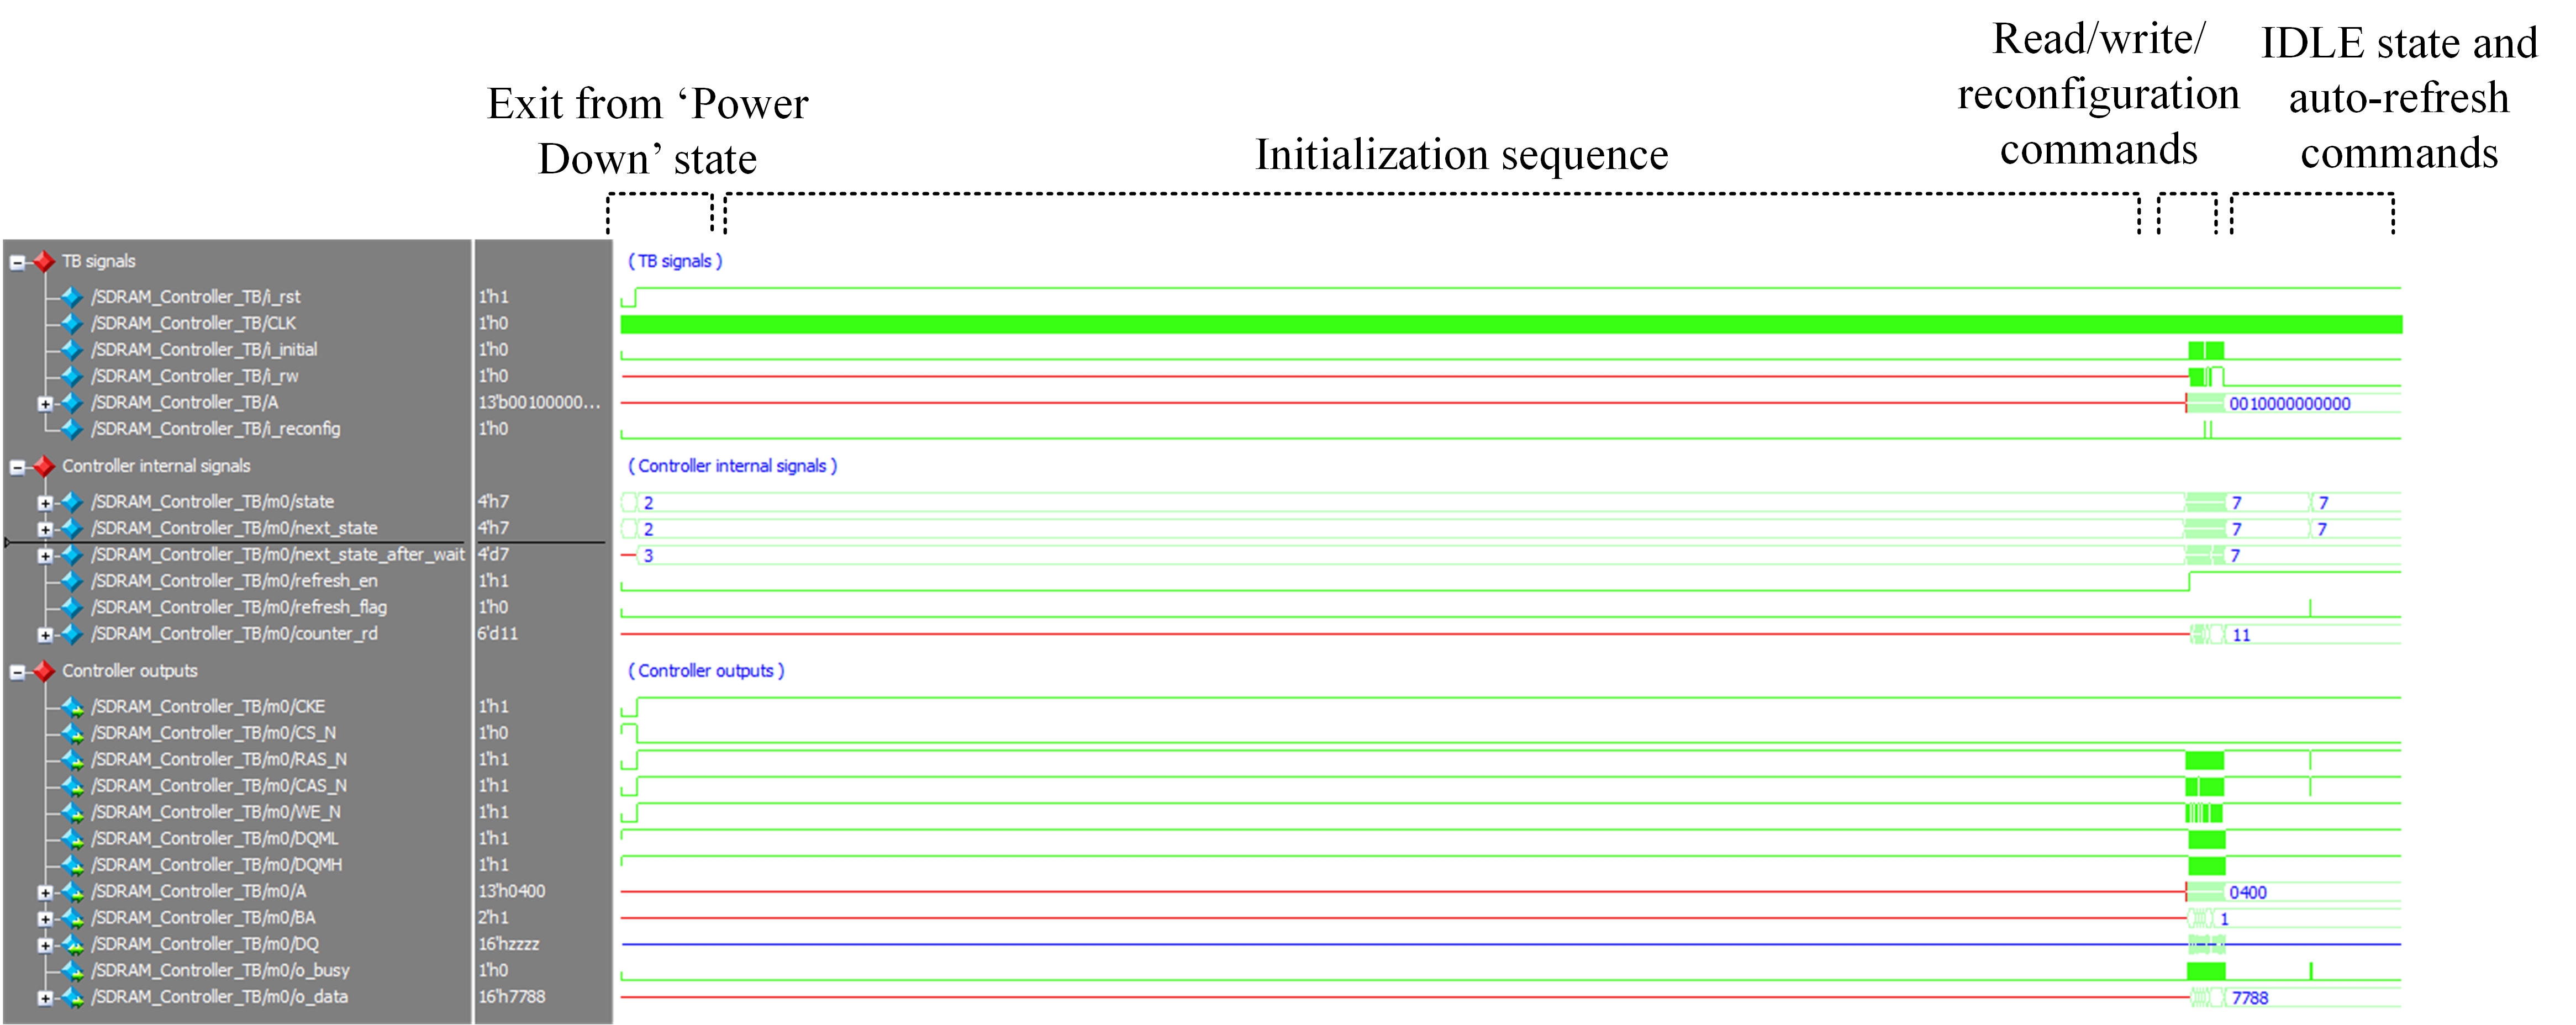 Exit from ‘Power
Down’ state
Initialization sequence
Read/write/
reconfiguration
commands
IDLE state and
auto-refresh
commands
TB signals
( TB signals )
/SDRAM_Controller_TB/i_rst 1'h1
/SDRAM_Controller_TB/CLK 1'h0
/SDRAM_Controller_TB/i_initial 1'h0
/SDRAM_Controller_TB/i_rw 1'h0
/SDRAM_Controller_TB/A 13'b00100000... 0010000000000
/SDRAM_Controller_TB/i_reconfig 1'h0
Controller internal signals
( Controller internal signals )
/SDRAM_Controller_TB/m0/state 4'h7 2 7 7
/SDRAM_Controller_TB/m0/next_state 4'h7 2 7 7
/SDRAM_Controller_TB/m0/next_state_after_wait 4'd7 3 7
/SDRAM_Controller_TB/m0/refresh_en 1'h1
/SDRAM_Controller_TB/m0/refresh_flag 1'h0
/SDRAM_Controller_TB/m0/counter_rd 6'd11 11
Controller outputs
( Controller outputs )
/SDRAM_Controller_TB/m0/CKE 1'h1
/SDRAM_Controller_TB/m0/CS_N 1'h0
/SDRAM_Controller_TB/m0/RAS_N 1'h1
/SDRAM_Controller_TB/m0/CAS_N 1'h1
/SDRAM_Controller_TB/m0/WE_N 1'h1
/SDRAM_Controller_TB/m0/DQML 1'h1
/SDRAM_Controller_TB/m0/DQMH 1'h1
/SDRAM_Controller_TB/m0/A 13'h0400 0400
/SDRAM_Controller_TB/m0/BA 2'h1 1
/SDRAM_Controller_TB/m0/DQ 16'hzzzz
/SDRAM_Controller_TB/m0/o_busy 1'h0
/SDRAM_Controller_TB/m0/o_data 16'h7788 7788